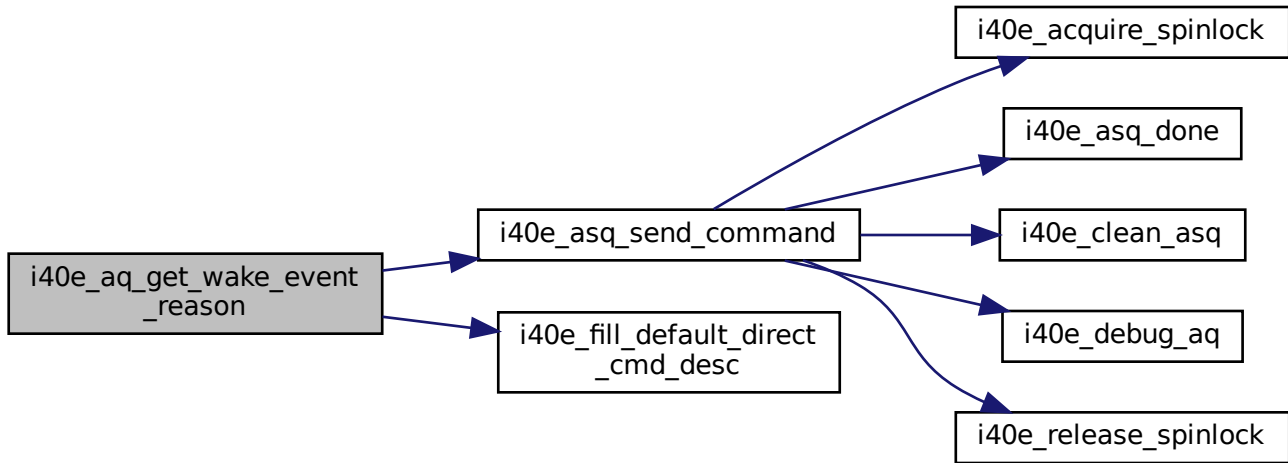 i40e_acquire_spinlock
i40e_asq_done
i40e_asq_send_command
i40e_clean_asq
i40e_aq_get_wake_event
_reason
i40e_fill_default_direct
_cmd_desc
i40e_debug_aq
i40e_release_spinlock